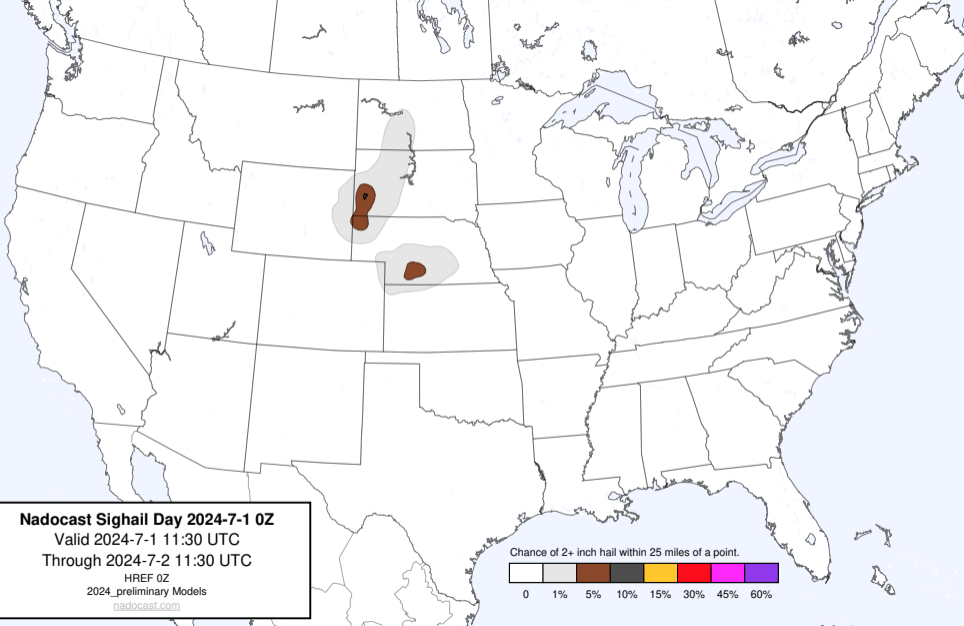 Nadocast Sighail Day 2024-7-1 0Z
Valid 2024-7-1 11:30 UTC
Through 2024-7-2 11:30 UTC
HREF 0Z
2024_preliminary Models
nadocast.com
Chance of 2+ inch hail within 25 miles of a point.
0 1% 5% 10% 15% 30% 45% 60%